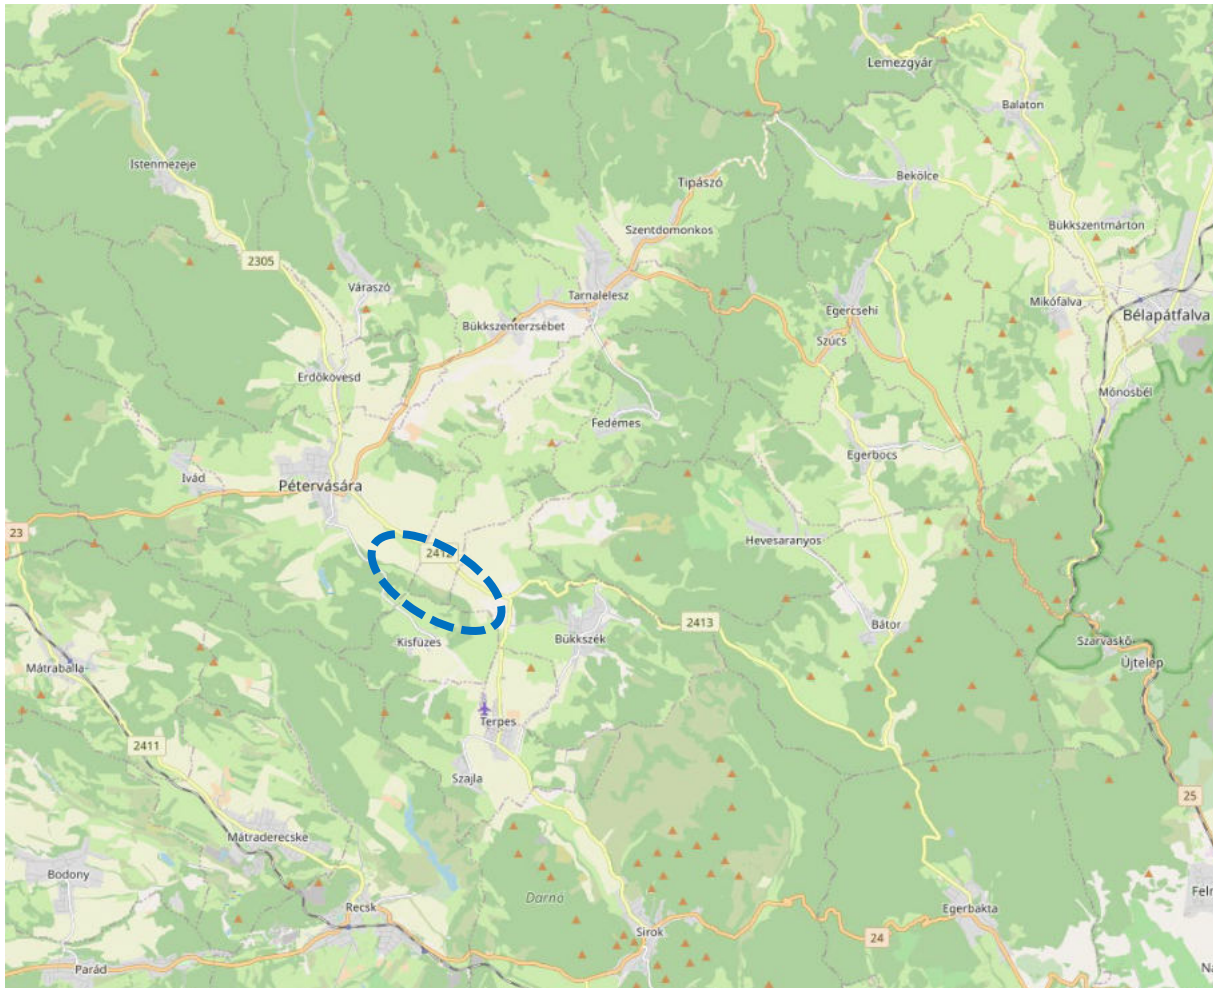 Lemezgyár
Balaton
Istenmezeje
Tipászó
Bekölce
Szentdomonkos
Bükkszentmárton
2305
Váraszó
Tarnalelesz
Mikófalva
Egercsehi
Bélapátfalva
Bükkszenterzsébet
Szúcs
Erdőkövesd
Mónosbél
Fedémes
Egerbocs
Ivád
Pétervására
23
Hevesaranyos
2412
2413
Bátor
Kisfüzes
Bükkszék
Szarvaskő
Újtelep
Mátraballa
Terpes
2411
Szajla
25
Mátraderecske
Bodony
Darnó
Recsk
Egerbakta
Sirok
24
Parád